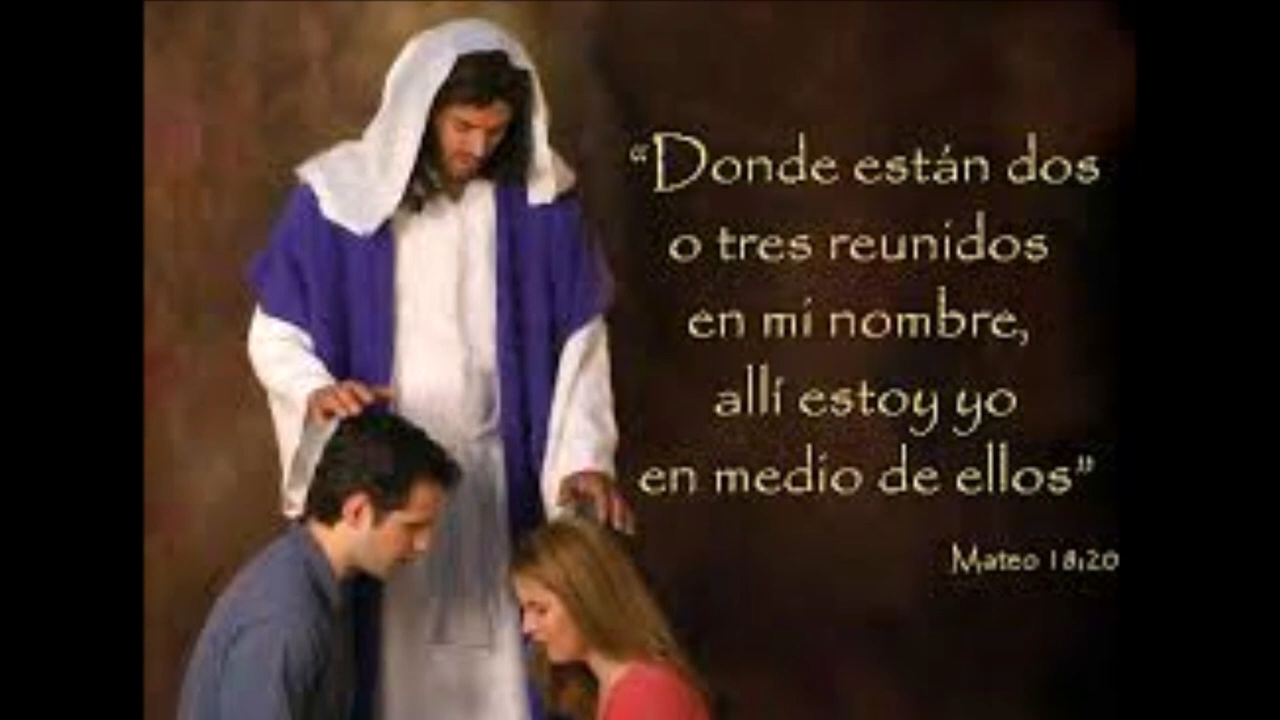 “Donde están dos
o tres reunidos
en mi nombre,
allí estoy yo
en medio de ellos”
Mateo 18:20